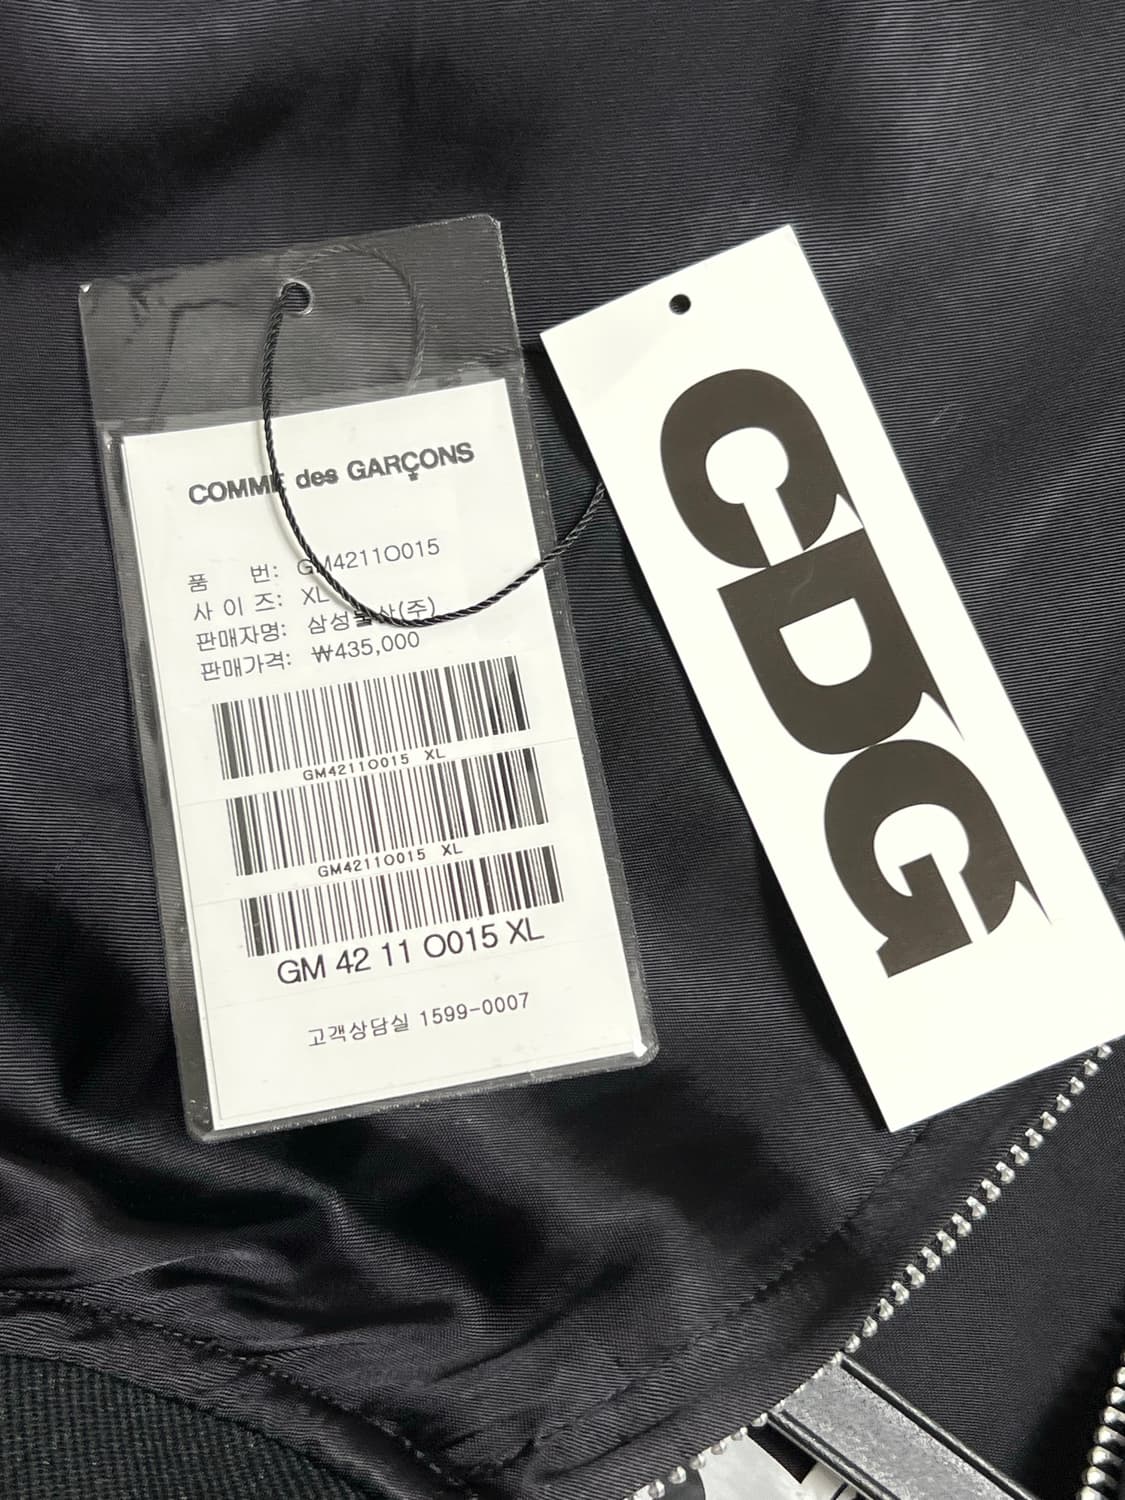 COMME des GARÇONS
품 번: GM4211O015
사 이 즈: XL
판매자명: 삼성물산(주)
판매가격: ₩435,000
GM4211O015 XL
GM4211O015 XL
GM 42 11 O015 XL
고객상담실 1599-0007
CDG